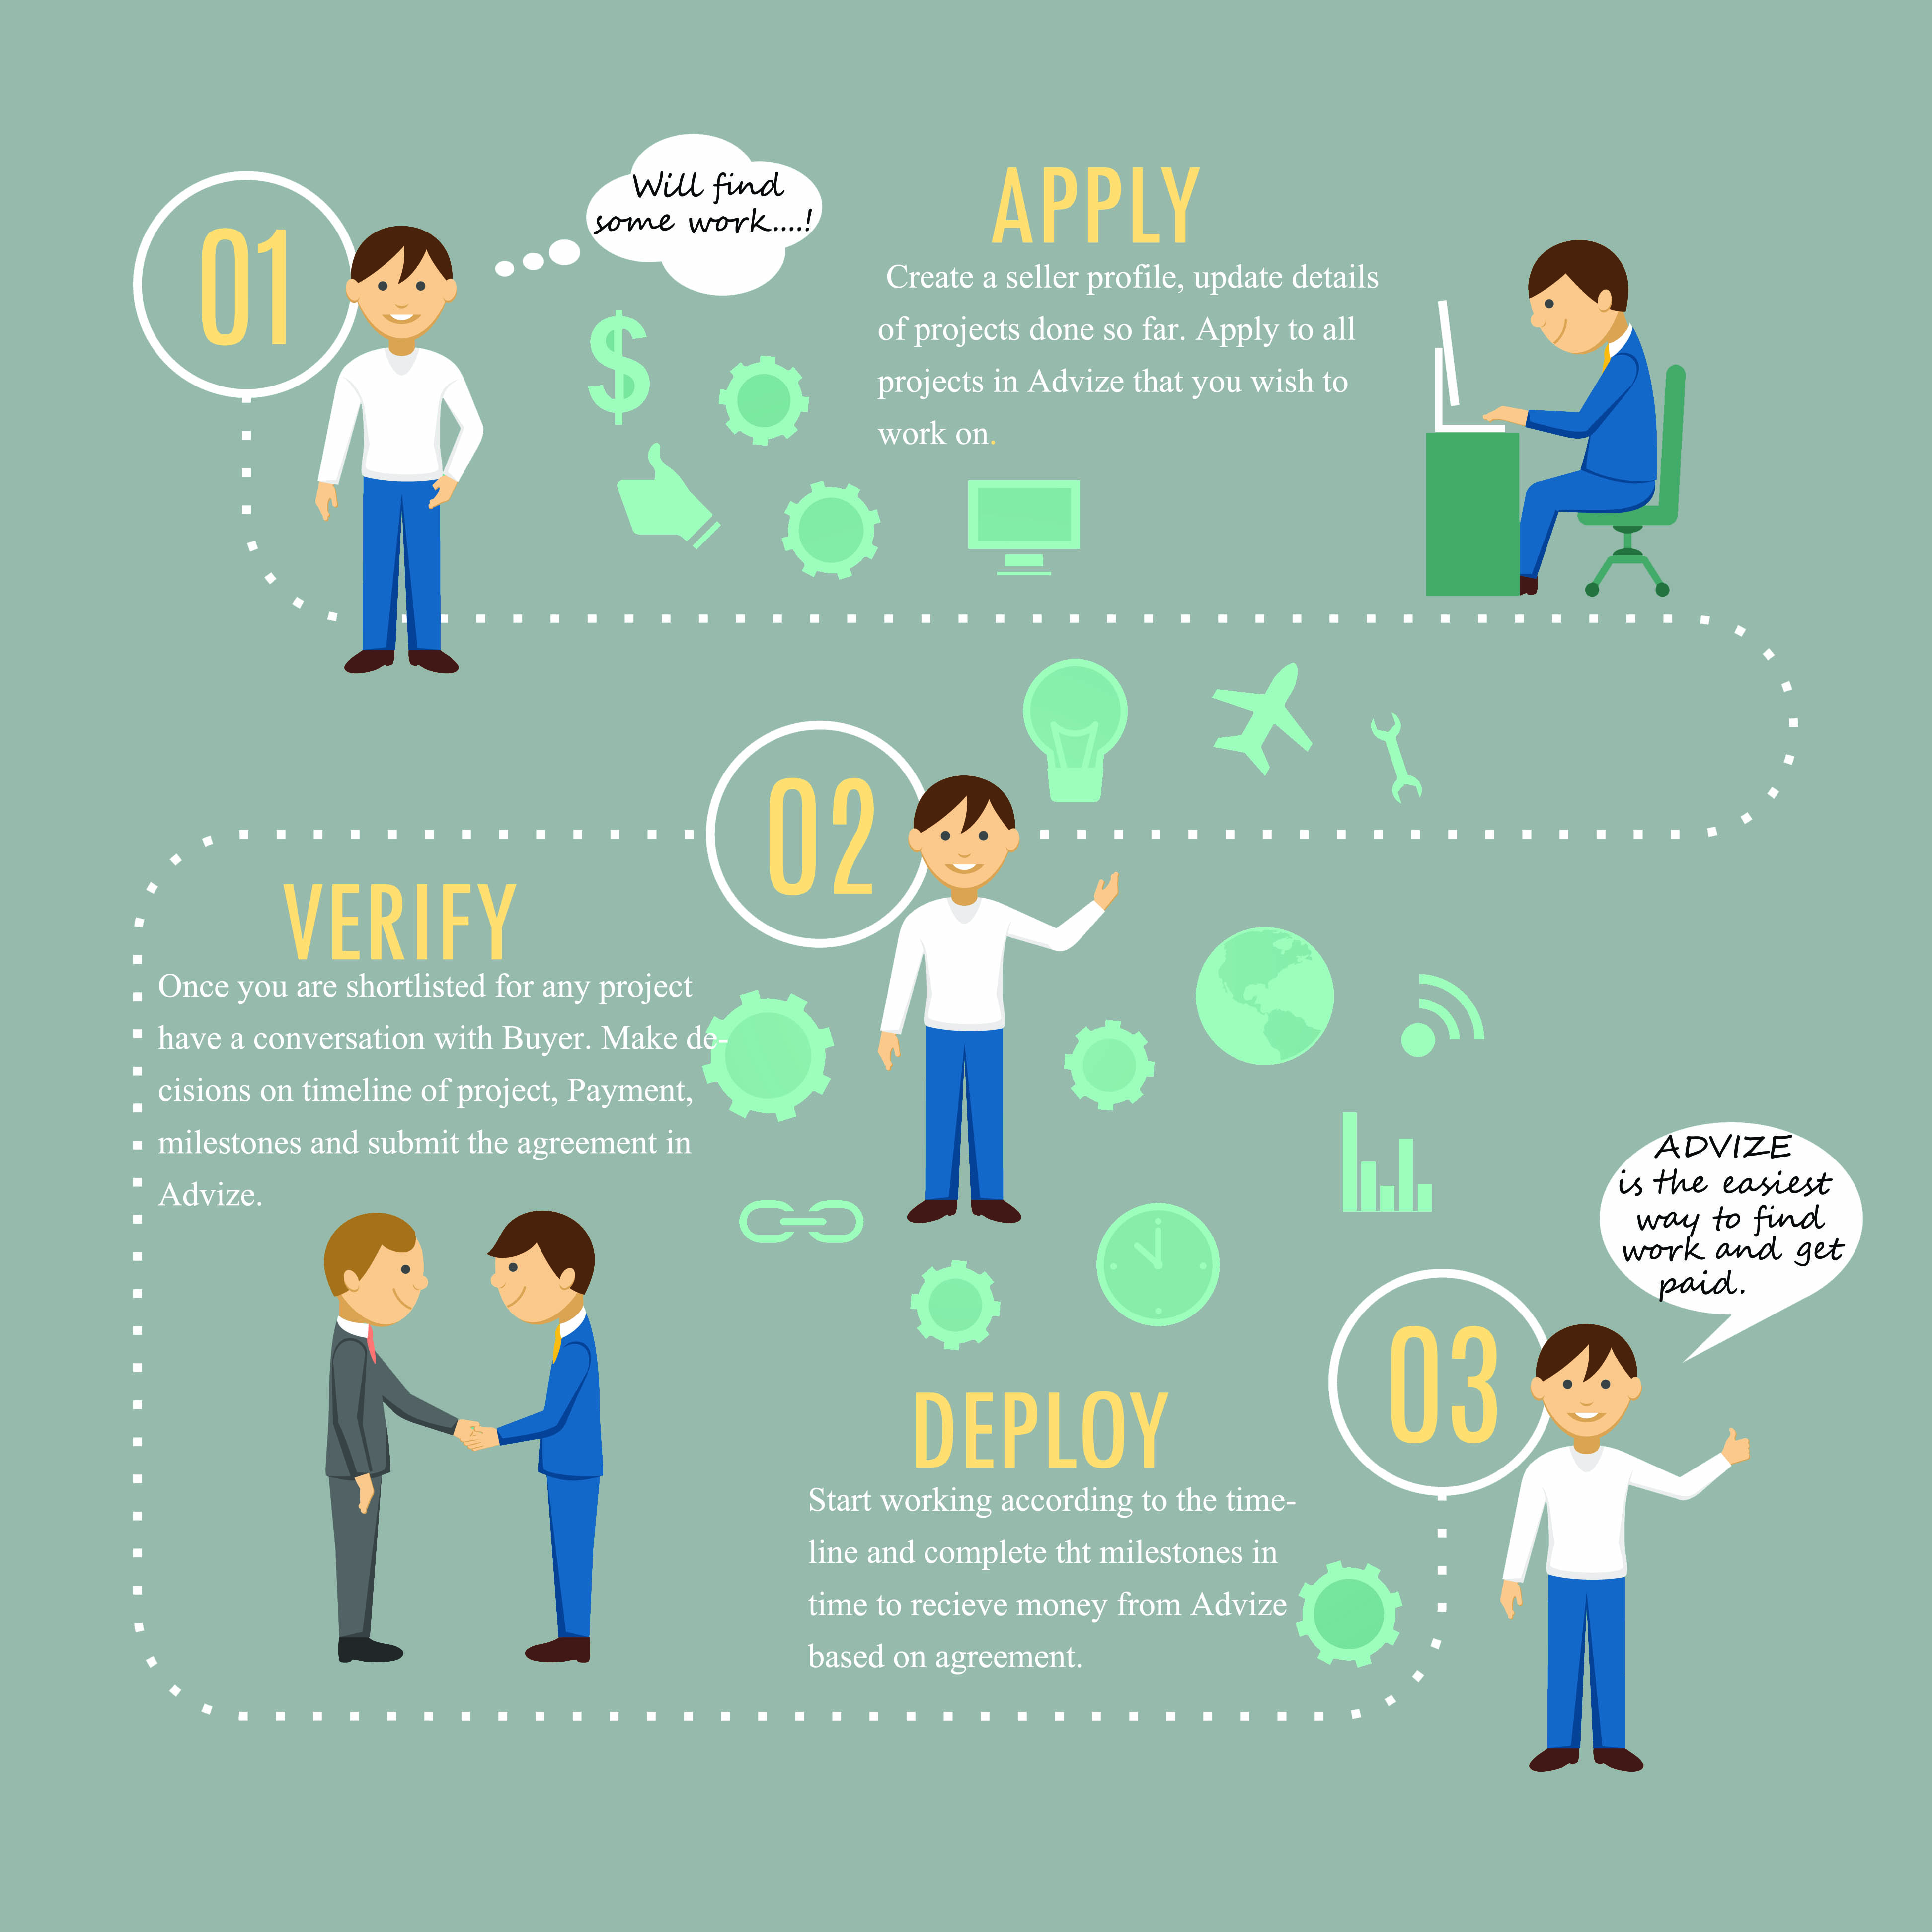 01
Will find
some work....!
APPLY
Create a seller profile, update details
of projects done so far. Apply to all
projects in Advize that you wish to
work on.
02
VERIFY
Once you are shortlisted for any project
have a conversation with Buyer. Make de-
cisions on timeline of project, Payment,
milestones and submit the agreement in
Advize.
ADVIZE
is the easiest
way to find
work and get
paid.
03
DEPLOY
Start working according to the time-
line and complete tht milestones in
time to recieve money from Advize
based on agreement.